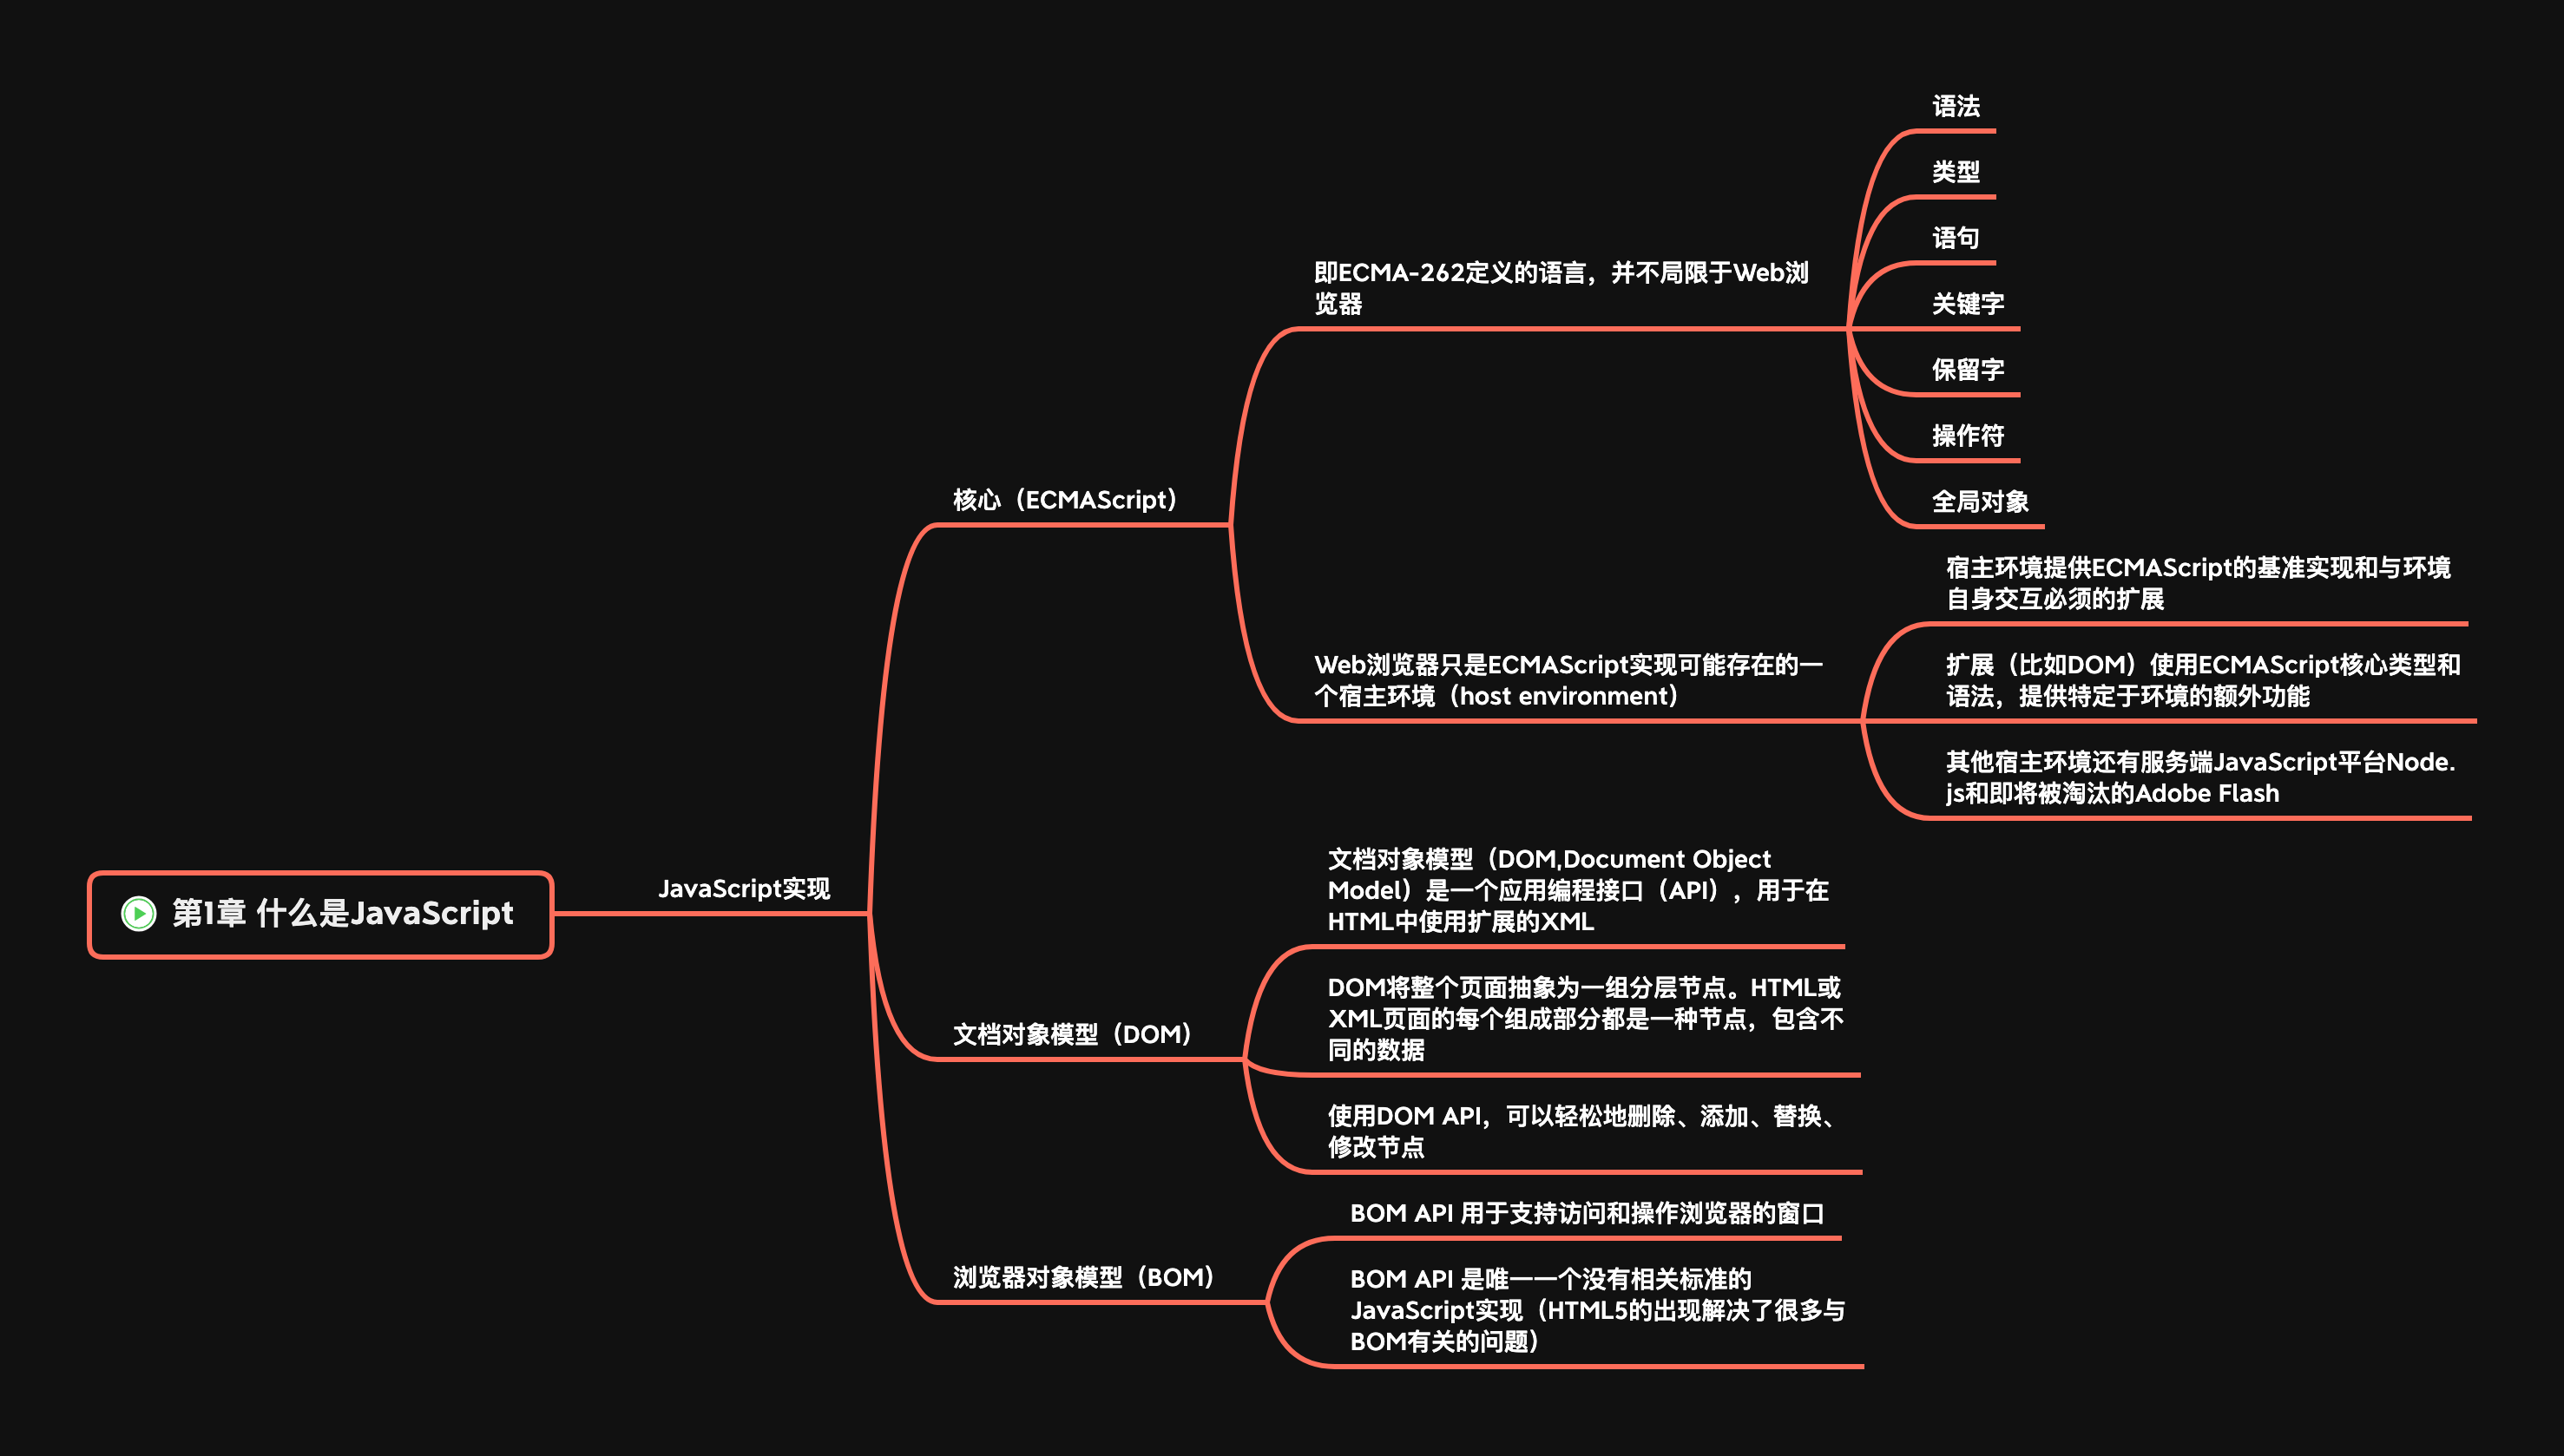 第1章 什么是JavaScript
JavaScript实现
核心（ECMAScript）
即ECMA-262定义的语言，并不局限于Web浏
览器
语法
类型
语句
关键字
保留字
操作符
全局对象
Web浏览器只是ECMAScript实现可能存在的一
个宿主环境（host environment）
宿主环境提供ECMAScript的基准实现和与环境
自身交互必须的扩展
扩展（比如DOM）使用ECMAScript核心类型和
语法，提供特定于环境的额外功能
其他宿主环境还有服务端JavaScript平台Node.
js和即将被淘汰的Adobe Flash
文档对象模型（DOM）
文档对象模型（DOM,Document Object
Model）是一个应用编程接口（API），用于在
HTML中使用扩展的XML
DOM将整个页面抽象为一组分层节点。HTML或
XML页面的每个组成部分都是一种节点，包含不
同的数据
使用DOM API，可以轻松地删除、添加、替换、
修改节点
浏览器对象模型（BOM）
BOM API 用于支持访问和操作浏览器的窗口
BOM API 是唯一一个没有相关标准的
JavaScript实现（HTML5的出现解决了很多与
BOM有关的问题）